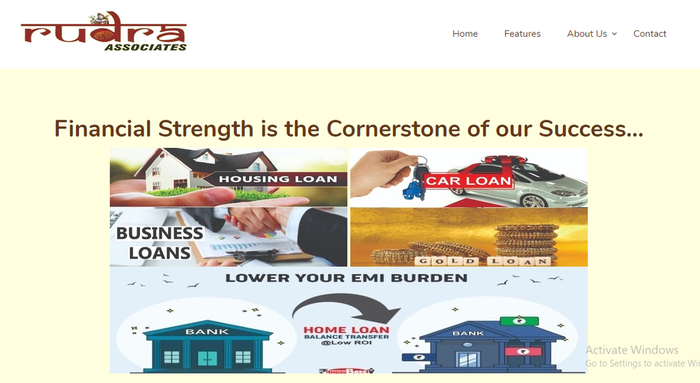 rudra
ASSOCIATES
Home Features About Us Contact
Financial Strength is the Cornerstone of our Success...
HOUSING LOAN
CAR LOAN
BUSINESS
LOANS
GOLD LOAN
LOWER YOUR EMI BURDEN
BANK
HOME LOAN
BALANCE TRANSFER
@Low ROI
BANK
₹
₹
₹
Activate Windows
Go to Settings to activate Wi